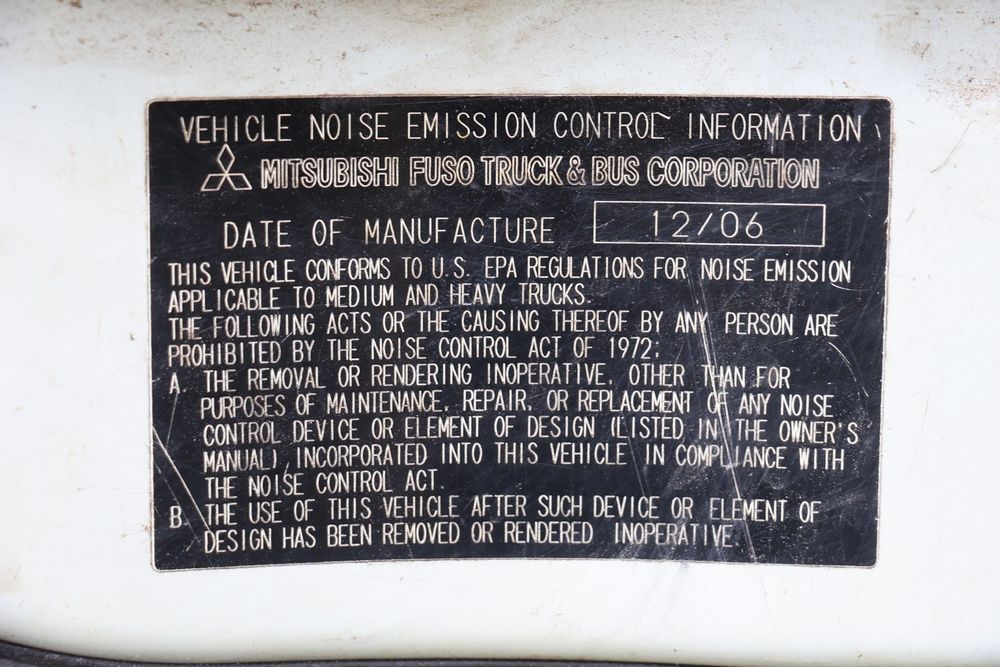 VEHICLE NOISE EMISSION CONTROL INFORMATION
MITSUBISHI FUSO TRUCK & BUS CORPORATION
DATE OF MANUFACTURE 12/06
THIS VEHICLE CONFORMS TO U.S. EPA REGULATIONS FOR NOISE EMISSION
APPLICABLE TO MEDIUM AND HEAVY TRUCKS.
THE FOLLOWING ACTS OR THE CAUSING THEREOF BY ANY PERSON ARE
PROHIBITED BY THE NOISE CONTROL ACT OF 1972:
A. THE REMOVAL OR RENDERING INOPERATIVE, OTHER THAN FOR
PURPOSES OF MAINTENANCE, REPAIR, OR REPLACEMENT OF ANY NOISE
CONTROL DEVICE OR ELEMENT OF DESIGN (LISTED IN THE OWNER'S
MANUAL) INCORPORATED INTO THIS VEHICLE IN COMPLIANCE WITH
THE NOISE CONTROL ACT.
B. THE USE OF THIS VEHICLE AFTER SUCH DEVICE OR ELEMENT OF
DESIGN HAS BEEN REMOVED OR RENDERED INOPERATIVE.